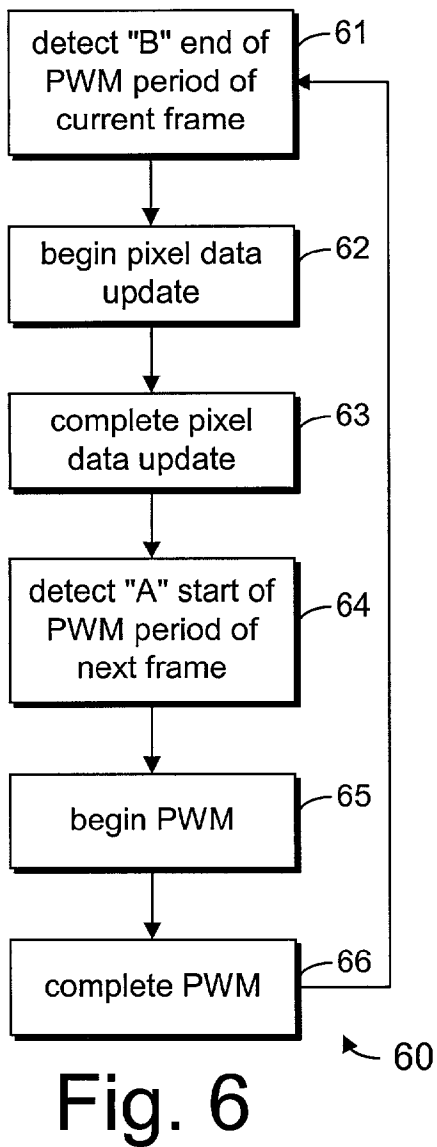 detect "B" end of
PWM period of
current frame
61
begin pixel data
update
62
complete pixel
data update
63
detect "A" start of
PWM period of
next frame
64
begin PWM
65
complete PWM
66
60
Fig. 6